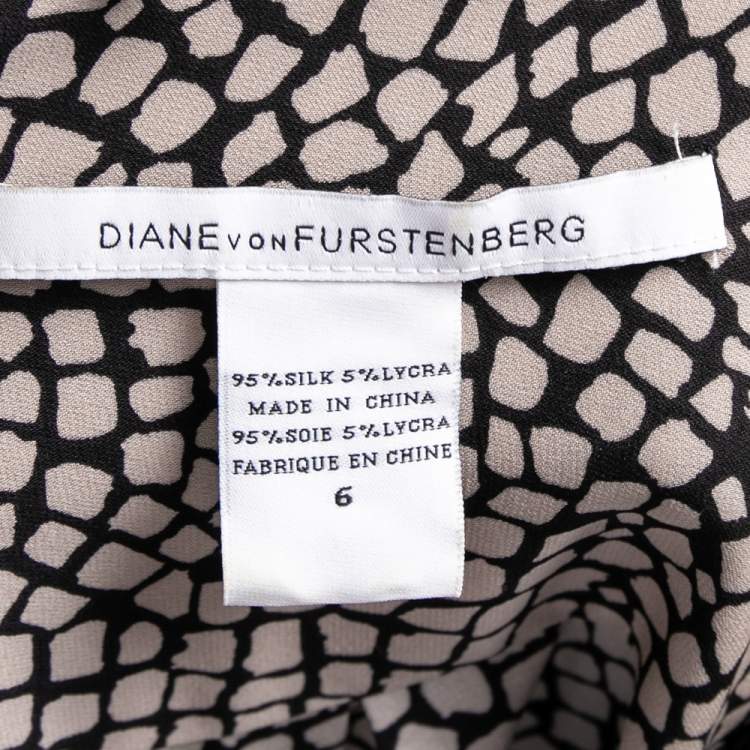 DIANE VON FURSTENBERG
95%SILK 5%LYCRA
MADE IN CHINA
95%SOIE 5%LYCRA
FABRIQUE EN CHINE
6